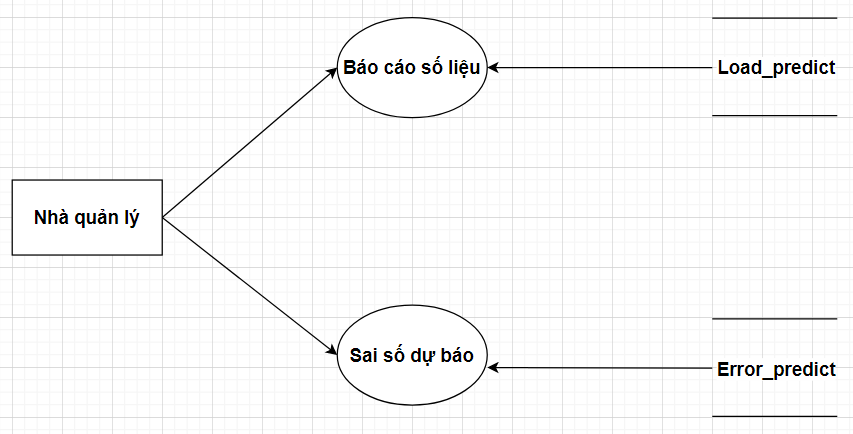 Báo cáo số liệu
Load_predict
Nhà quản lý
Sai số dự báo
Error_predict